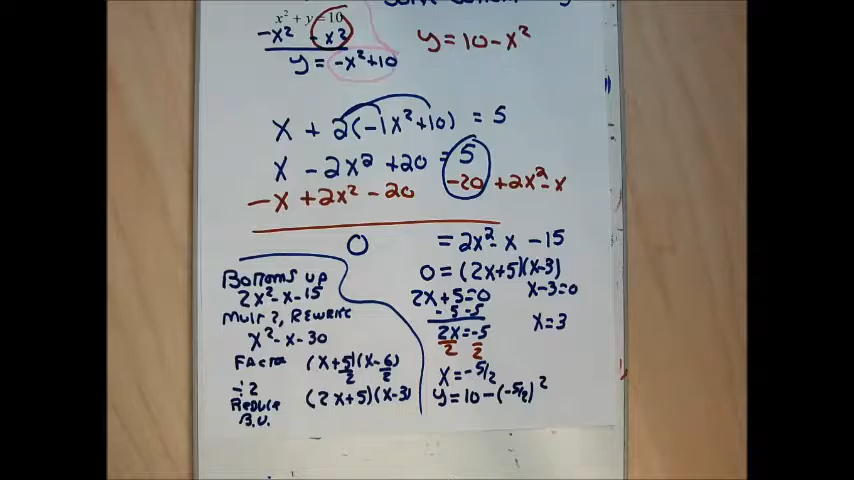 x² + y = 10
-x² -x²
y = -x²+10
y = 10-x²
x + 2(-1x²+10) = 5
x - 2x² +20 = 5
-x +2x² -20 -20 +2x²-x
0 = 2x²-x -15
0 = (2x+5)(x-3)
2x+5=0 x-3=0
-5 -5
2x=-5 x=3
2 2
x=-5/2
y=10-(-5/2)²
Bottoms up
2x²-x-15
Mult 2, Rewrite
x²-x-30
Factor (x+5)(x-6)
÷2 2 2
Reduce (2x+5)(x-3)
B.U.